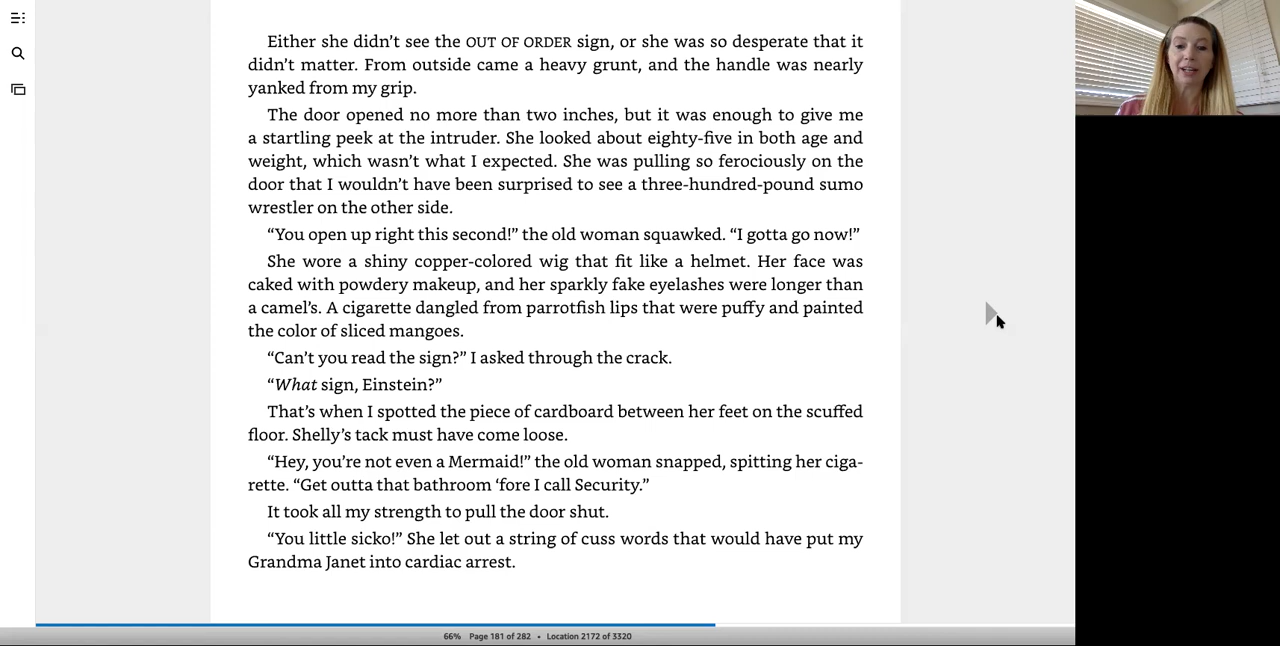 Either she didn’t see the OUT OF ORDER sign, or she was so desperate that it
didn’t matter. From outside came a heavy grunt, and the handle was nearly
yanked from my grip.
The door opened no more than two inches, but it was enough to give me
a startling peek at the intruder. She looked about eighty-five in both age and
weight, which wasn’t what I expected. She was pulling so ferociously on the
door that I wouldn’t have been surprised to see a three-hundred-pound sumo
wrestler on the other side.
“You open up right this second!” the old woman squawked. “I gotta go now!”
She wore a shiny copper-colored wig that fit like a helmet. Her face was
caked with powdery makeup, and her sparkly fake eyelashes were longer than
a camel’s. A cigarette dangled from parrotfish lips that were puffy and painted
the color of sliced mangoes.
“Can’t you read the sign?” I asked through the crack.
“What sign, Einstein?”
That’s when I spotted the piece of cardboard between her feet on the scuffed
floor. Shelly’s tack must have come loose.
“Hey, you’re not even a Mermaid!” the old woman snapped, spitting her ciga-
rette. “Get outta that bathroom ‘fore I call Security.”
It took all my strength to pull the door shut.
“You little sicko!” She let out a string of cuss words that would have put my
Grandma Janet into cardiac arrest.
66% Page 181 of 282 • Location 2172 of 3320